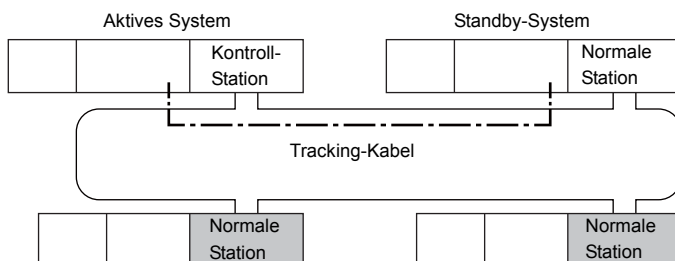 Aktives System
Standby-System
Kontroll-
Station
Normale
Station
Tracking-Kabel
Normale
Station
Normale
Station